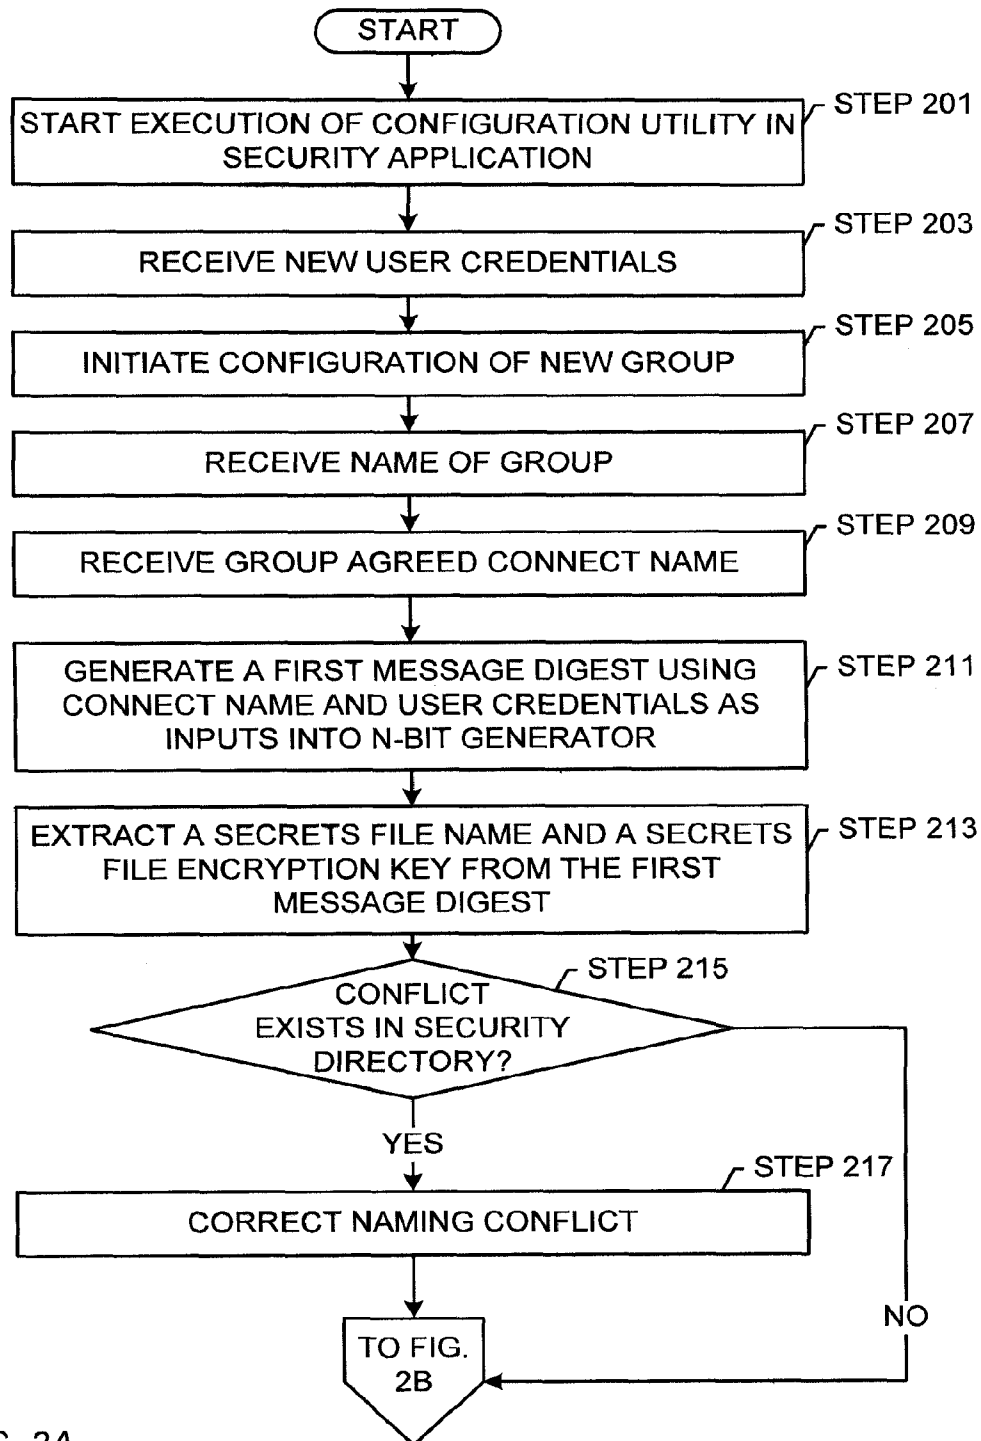 START
STEP 201
START EXECUTION OF CONFIGURATION UTILITY IN
SECURITY APPLICATION
STEP 203
RECEIVE NEW USER CREDENTIALS
STEP 205
INITIATE CONFIGURATION OF NEW GROUP
STEP 207
RECEIVE NAME OF GROUP
STEP 209
RECEIVE GROUP AGREED CONNECT NAME
STEP 211
GENERATE A FIRST MESSAGE DIGEST USING
CONNECT NAME AND USER CREDENTIALS AS
INPUTS INTO N-BIT GENERATOR
STEP 213
EXTRACT A SECRETS FILE NAME AND A SECRETS
FILE ENCRYPTION KEY FROM THE FIRST
MESSAGE DIGEST
STEP 215
CONFLICT
EXISTS IN SECURITY
DIRECTORY?
YES
STEP 217
CORRECT NAMING CONFLICT
NO
TO FIG.
2B
2A